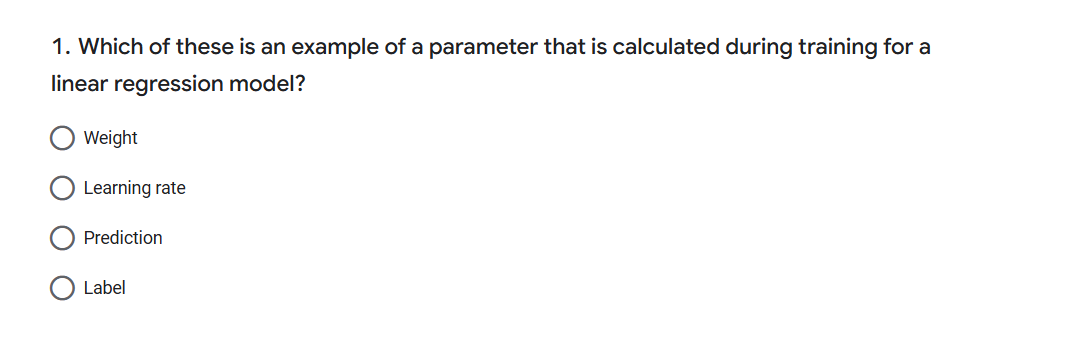 1. Which of these is an example of a parameter that is calculated during training for a
linear regression model?
Weight
Learning rate
Prediction
Label